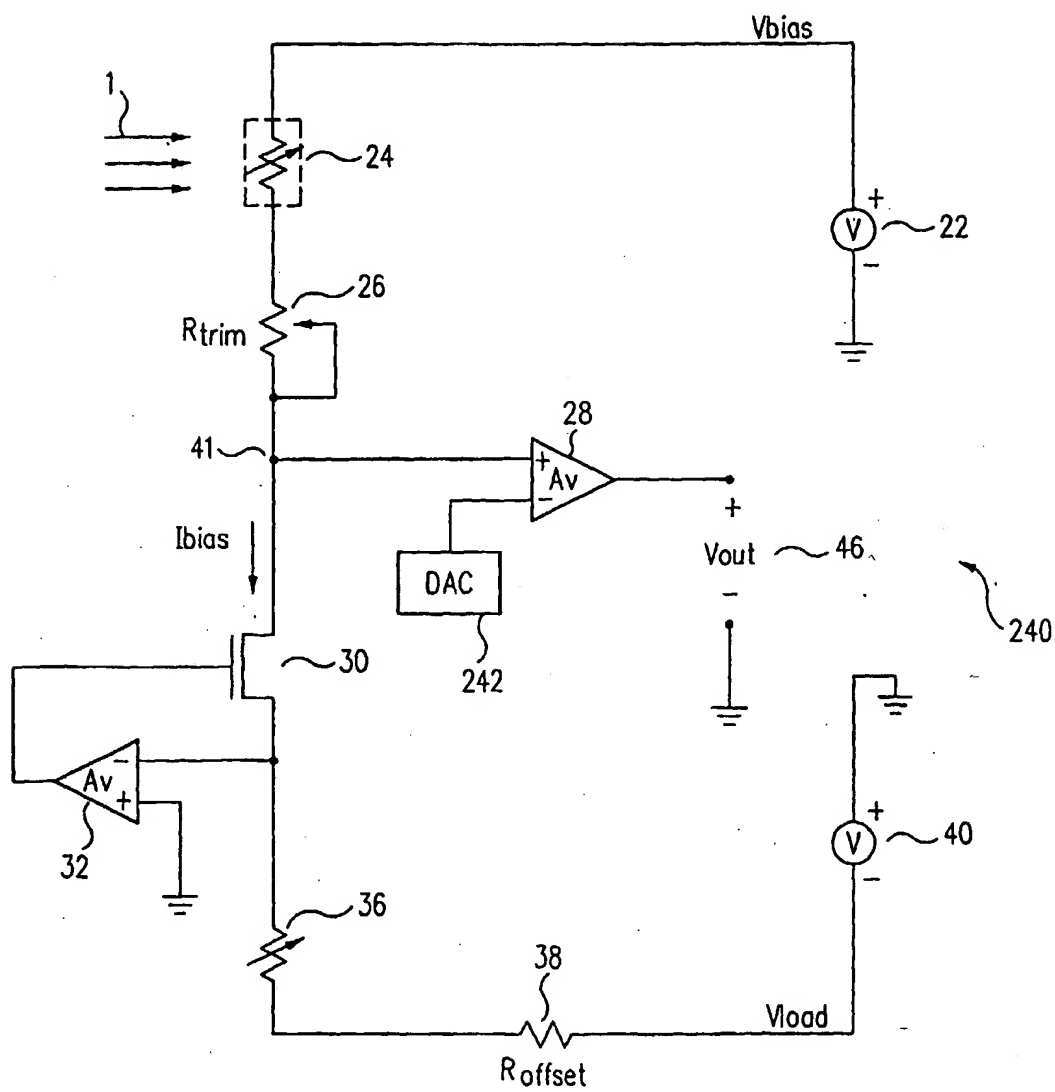 Vbias
1
24
+
V
22
−
26
Rtrim
28
41
+
Av
−
+
Ibias
DAC
Vout
46
−
240
242
30
−
Av
+
32
+
V
40
−
36
38
Vload
Roffset